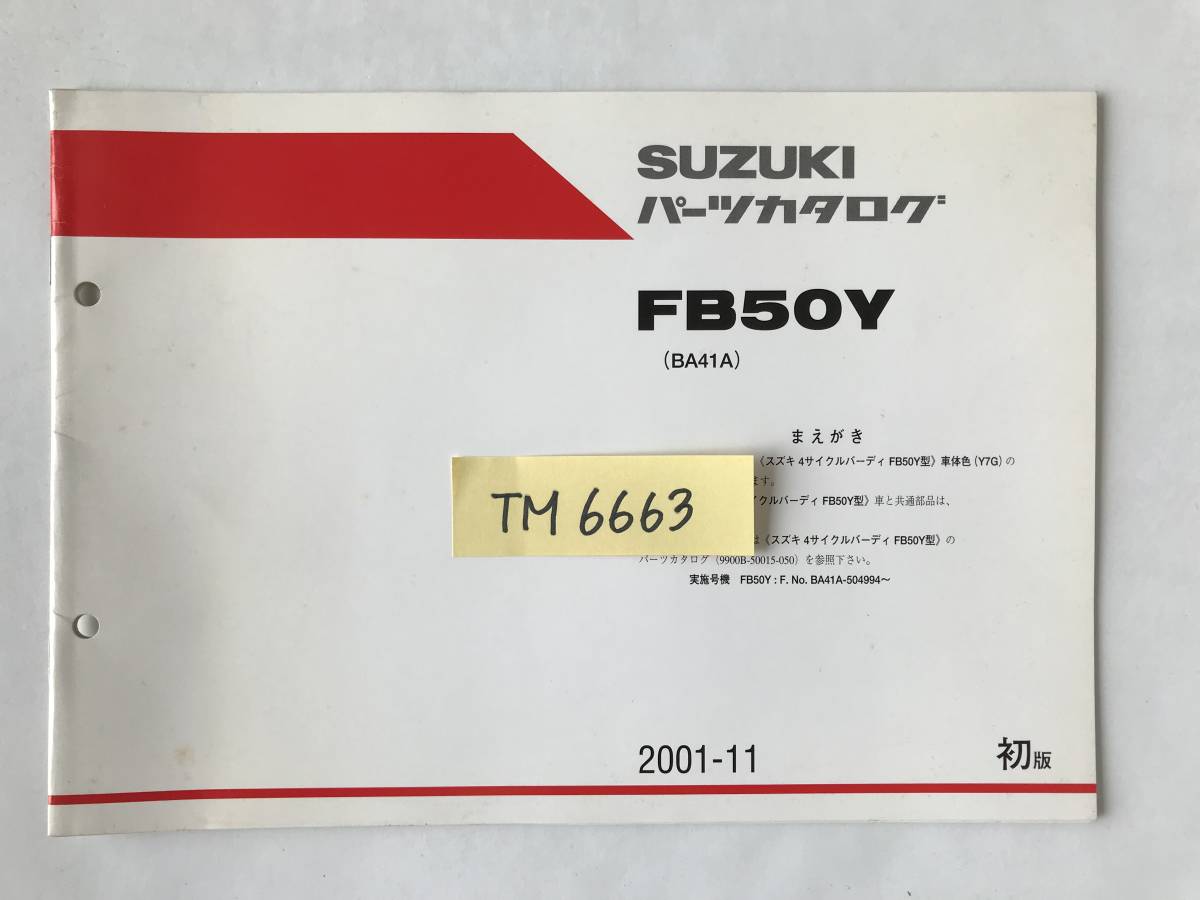 SUZUKI
パーツカタログ
FB50Y
(BA41A)
まえがき
《スズキ 4サイクルバーディ FB50Y型》車体色 (Y7G) の
ます。
イクルバーディ FB50Y型》車と共通部品は、
は《スズキ 4サイクルバーディ FB50Y型》の
パーツカタログ (9900B-50015-050) を参照下さい。
実施号機 FB50Y : F. No. BA41A-504994～
TM 6663
2001-11
初版